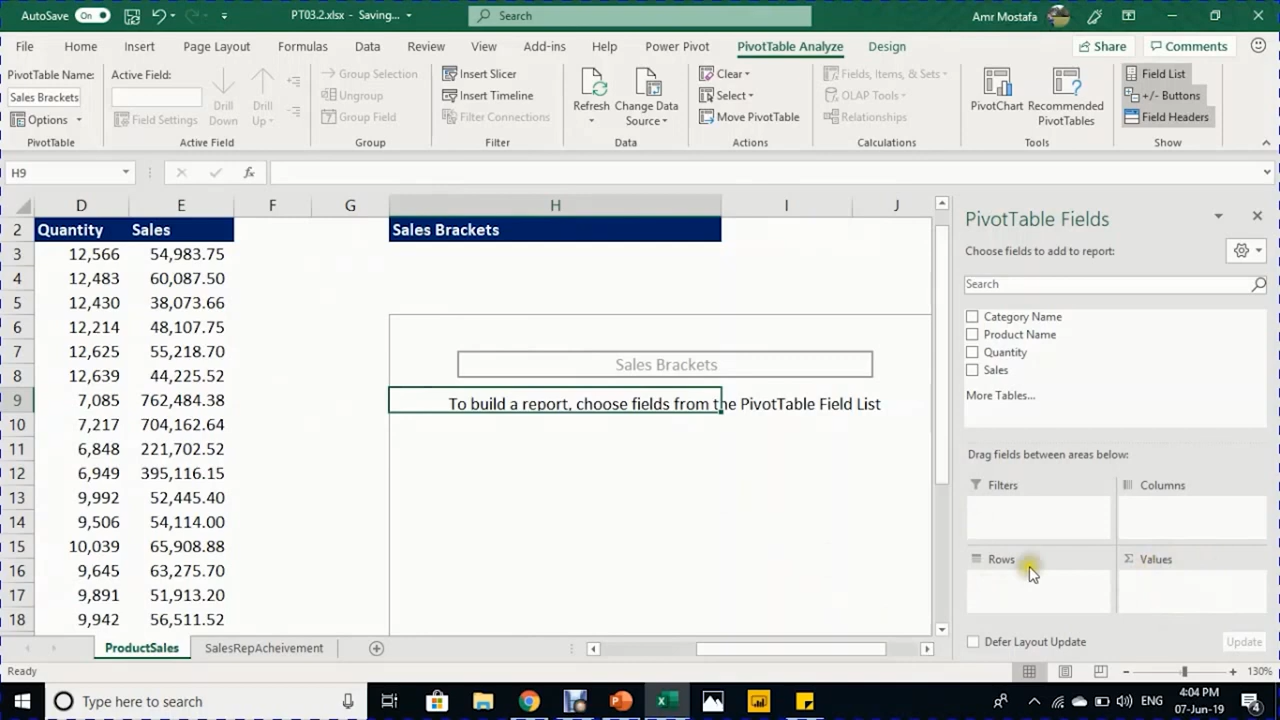 AutoSave On PT03.2.xlsx - Saving... Search Amr Mostafa
File Home Insert Page Layout Formulas Data Review View Add-ins Help Power Pivot PivotTable Analyze Design Share Comments
PivotTable Name: Active Field: Group Selection Insert Slicer Clear Fields, Items, & Sets Field List
Sales Brackets Ungroup Insert Timeline Select OLAP Tools +/- Buttons
Options Field Settings Drill Down Drill Up Group Field Filter Connections Refresh Change Data Source Move PivotTable Relationships PivotChart Recommended PivotTables Field Headers
PivotTable Active Field Group Filter Data Actions Calculations Tools Show
H9 fx
D E F G H I J
2 Quantity Sales Sales Brackets
3 12,566 54,983.75
4 12,483 60,087.50
5 12,430 38,073.66
6 12,214 48,107.75
7 12,625 55,218.70
Sales Brackets
8 12,639 44,225.52
9 7,085 762,484.38
To build a report, choose fields from the PivotTable Field List
10 7,217 704,162.64
11 6,848 221,702.52
12 6,949 395,116.15
13 9,992 52,445.40
14 9,506 54,114.00
15 10,039 65,908.88
16 9,645 63,275.70
17 9,891 51,913.20
18 9,942 56,511.52
PivotTable Fields
Choose fields to add to report:
Search
Category Name
Product Name
Quantity
Sales
More Tables...
Drag fields between areas below:
Filters Columns
Rows Σ Values
Defer Layout Update Update
ProductSales SalesRepAcheivement
Ready 130%
Type here to search ENG 4:04 PM
07-Jun-19 4